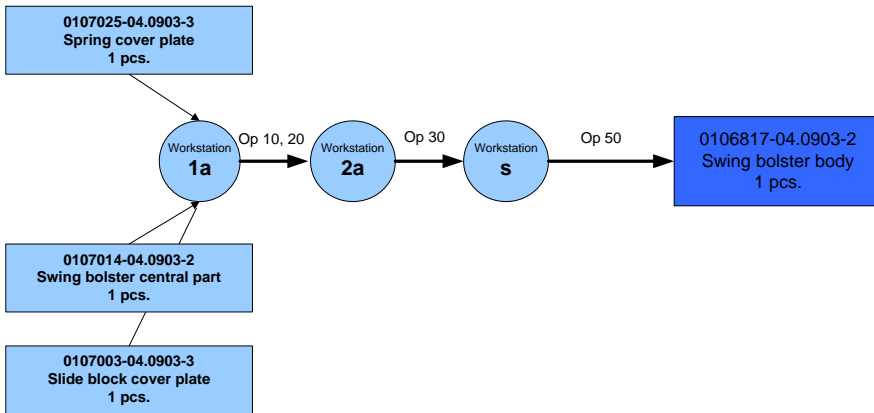 0107025-04.0903-3
Spring cover plate
1 pcs.
Workstation
1a
Op 10, 20
Workstation
2a
Op 30
Workstation
s
Op 50
0106817-04.0903-2
Swing bolster body
1 pcs.
0107014-04.0903-2
Swing bolster central part
1 pcs.
0107003-04.0903-3
Slide block cover plate
1 pcs.